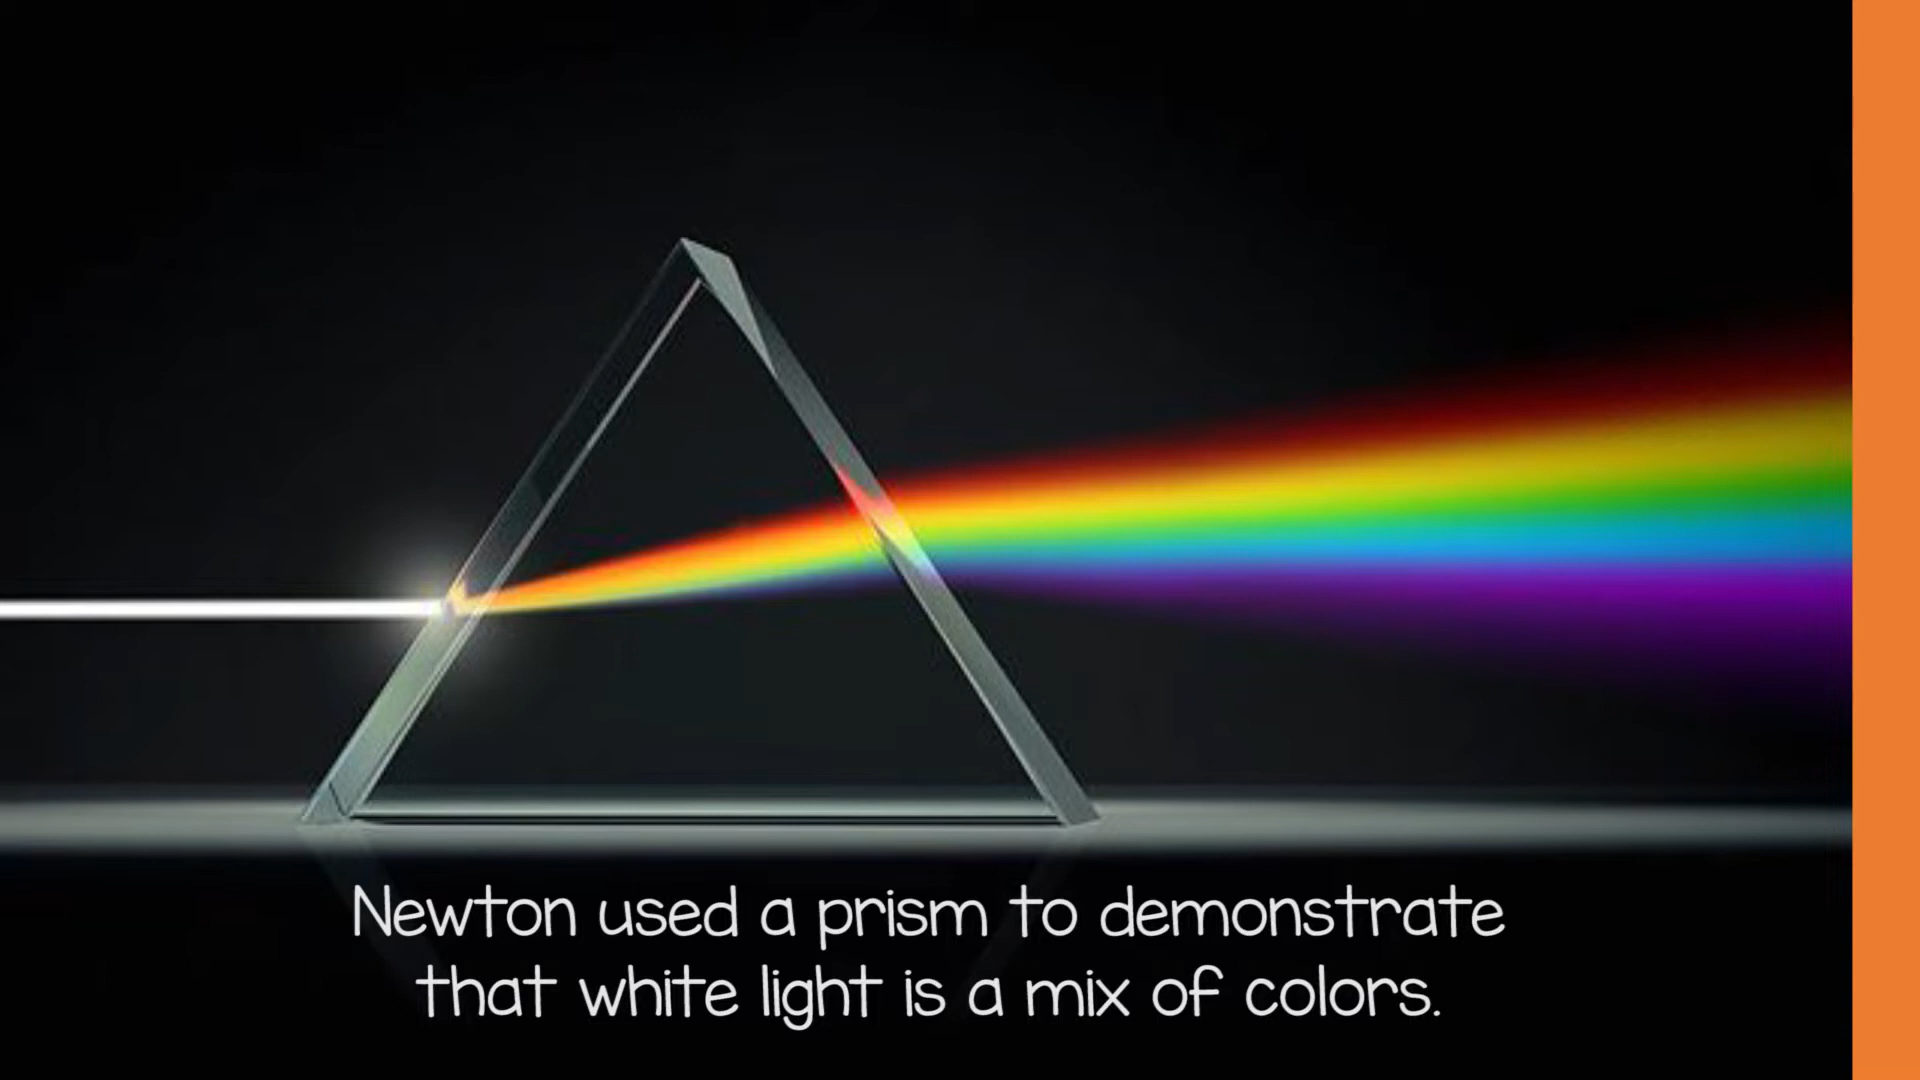 Newton used a prism to demonstrate
that white light is a mix of colors.